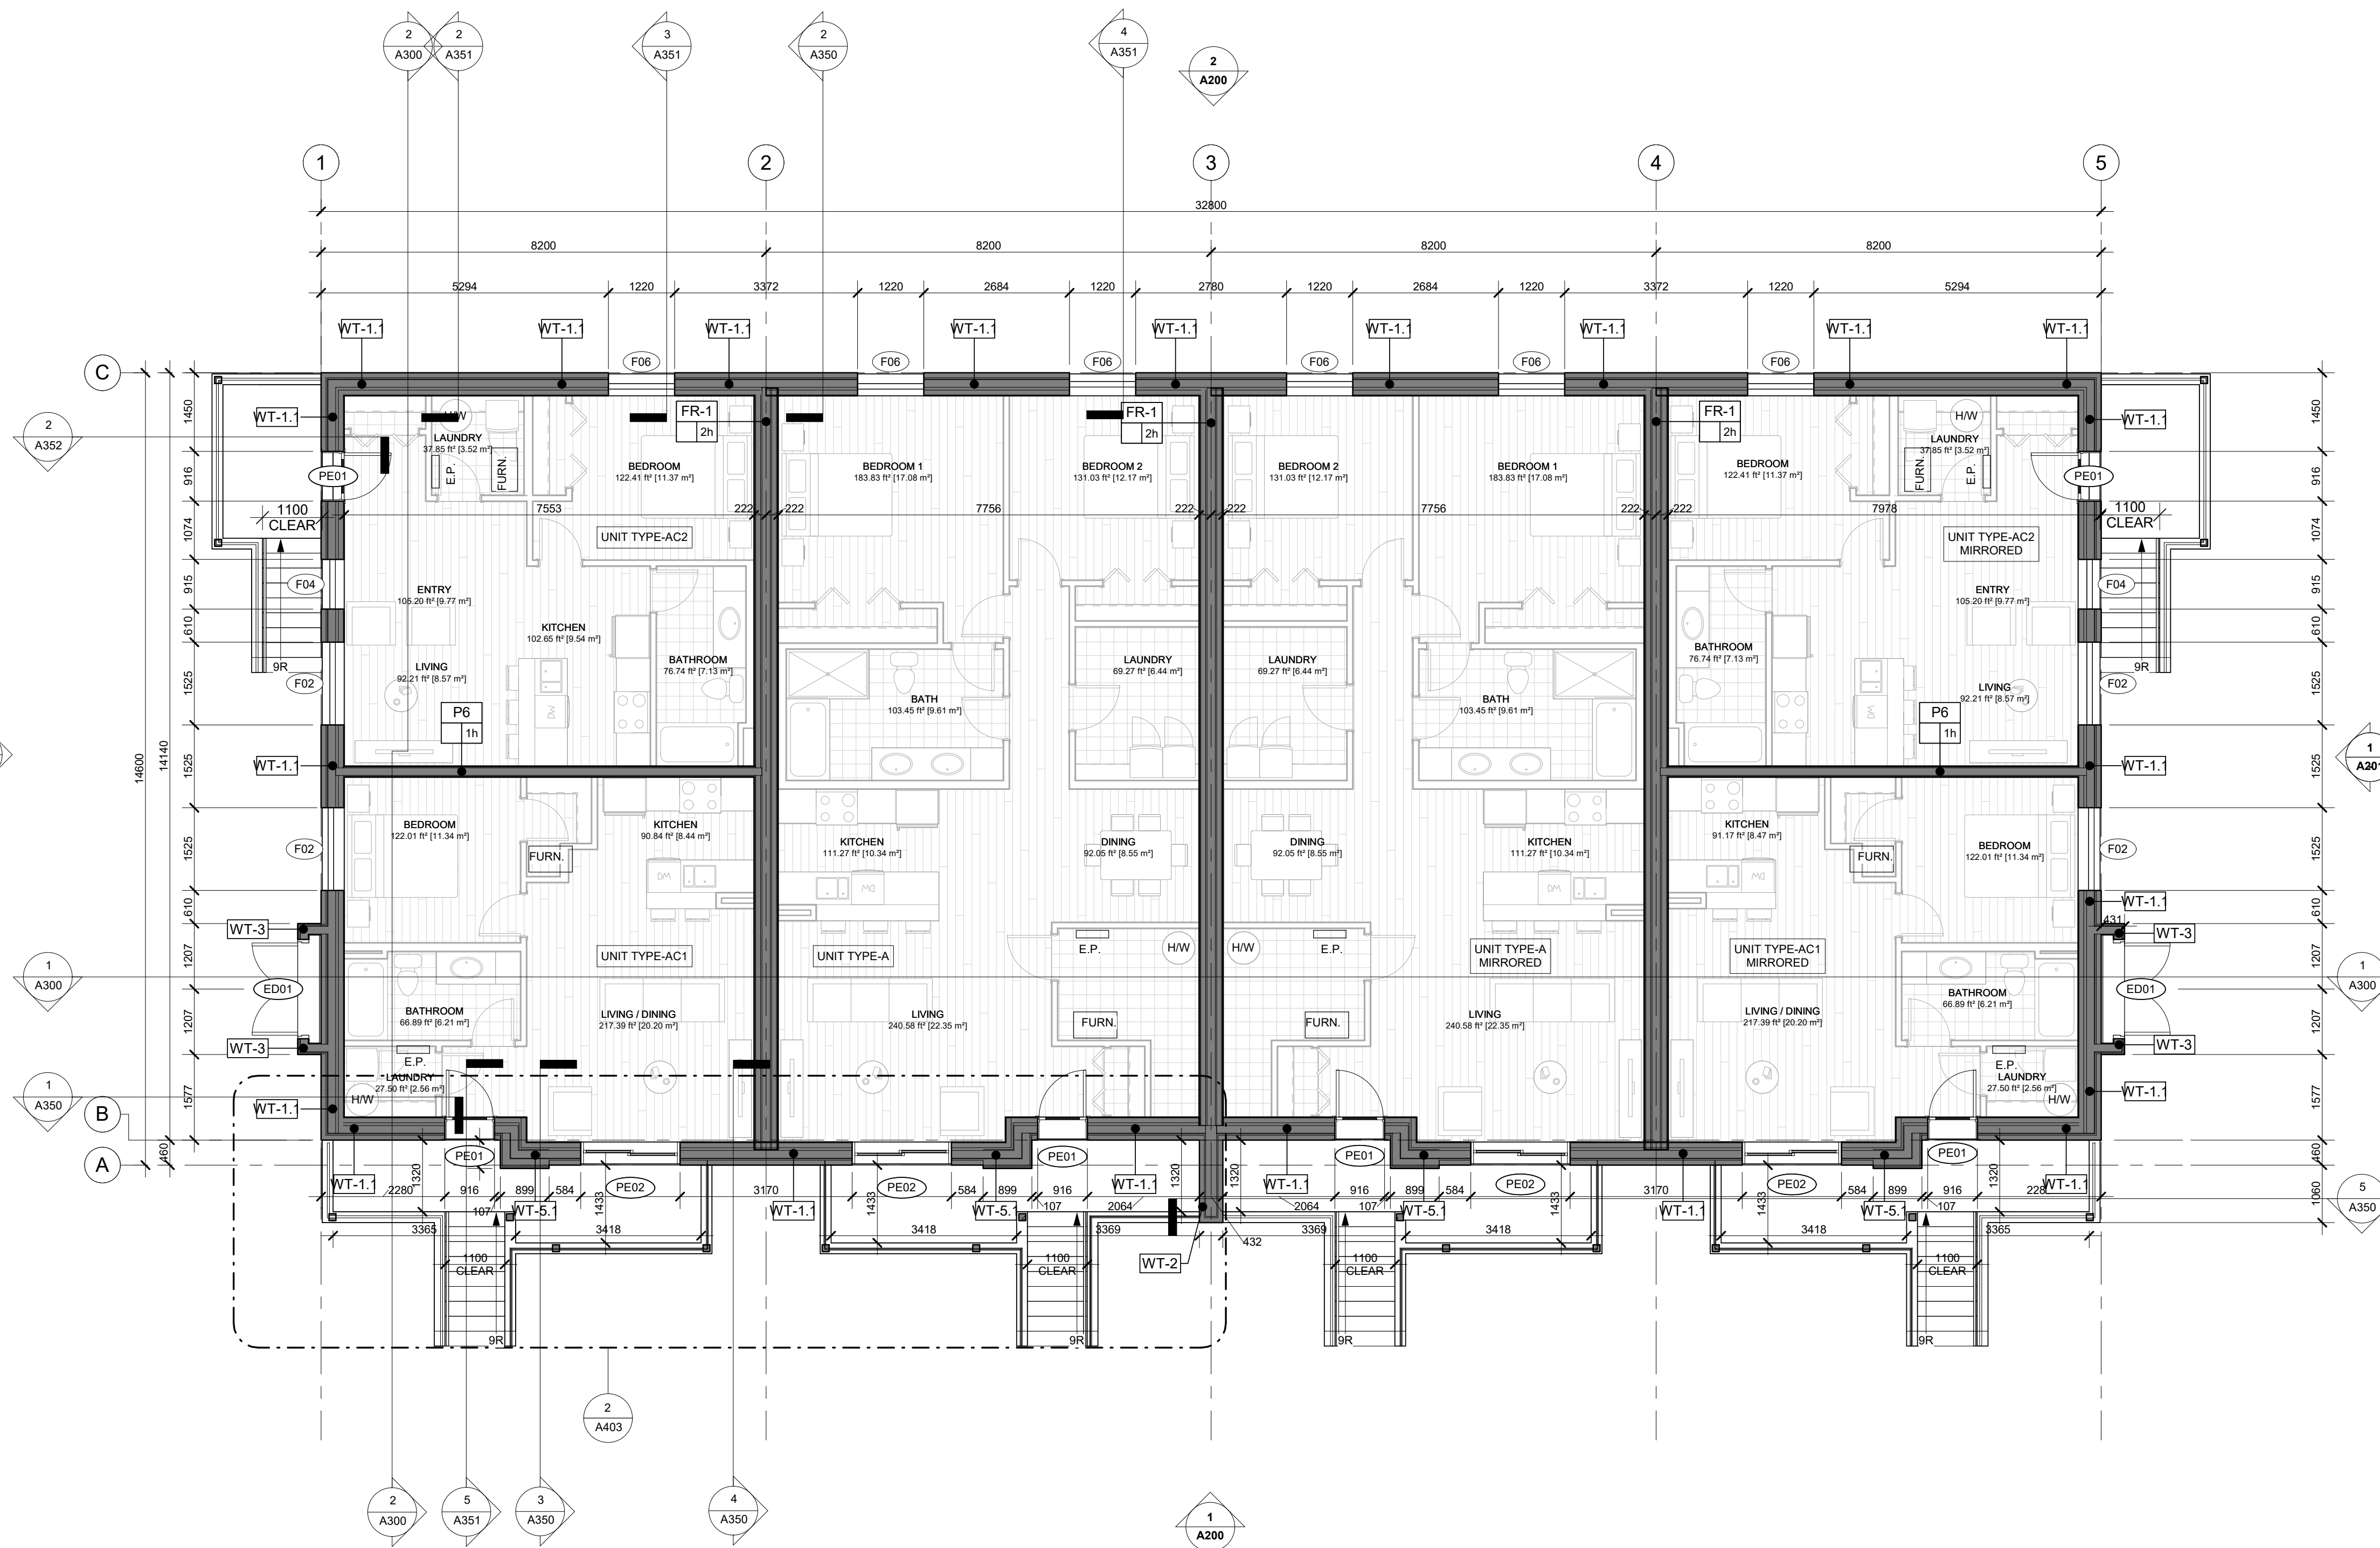 2
A300
2
A351
3
A351
2
A350
4
A351
2
A200
1
2
3
4
5
32800
8200
8200
8200
8200
5294
1220
3372
1220
2684
1220
2780
1220
2684
1220
3372
1220
5294
WT-1.1
WT-1.1
WT-1.1
WT-1.1
WT-1.1
WT-1.1
WT-1.1
WT-1.1
WT-1.1
F06
F06
F06
F06
F06
F06
C
2
A352
WT-1.1
H/W
LAUNDRY
37.85 ft² [3.52 m²]
E.P.
FURN.
FR-1
2h
FR-1
2h
FR-1
2h
H/W
LAUNDRY
37.85 ft² [3.52 m²]
FURN.
E.P.
WT-1.1
BEDROOM
122.41 ft² [11.37 m²]
BEDROOM 1
183.83 ft² [17.08 m²]
BEDROOM 2
131.03 ft² [12.17 m²]
BEDROOM 2
131.03 ft² [12.17 m²]
BEDROOM 1
183.83 ft² [17.08 m²]
BEDROOM
122.41 ft² [11.37 m²]
PE01
PE01
1100
CLEAR
7553
222
222
7756
222
222
7756
222
222
7978
1100
CLEAR
UNIT TYPE-AC2
UNIT TYPE-AC2
MIRRORED
1450
916
1074
915
610
1525
1525
1525
610
1207
1207
1577
460
14600
14140
1450
916
1074
915
610
1525
1525
1525
610
1207
1207
1577
460
1060
F04
ENTRY
105.20 ft² [9.77 m²]
KITCHEN
102.65 ft² [9.54 m²]
LIVING
92.21 ft² [8.57 m²]
BATHROOM
76.74 ft² [7.13 m²]
BATH
103.45 ft² [9.61 m²]
LAUNDRY
69.27 ft² [6.44 m²]
LAUNDRY
69.27 ft² [6.44 m²]
BATH
103.45 ft² [9.61 m²]
BATHROOM
76.74 ft² [7.13 m²]
ENTRY
105.20 ft² [9.77 m²]
LIVING
92.21 ft² [8.57 m²]
F04
9R
9R
F02
F02
DW
DW
P6
1h
P6
1h
WT-1.1
WT-1.1
1
A201
BEDROOM
122.01 ft² [11.34 m²]
KITCHEN
90.84 ft² [8.44 m²]
FURN.
KITCHEN
111.27 ft² [10.34 m²]
DINING
92.05 ft² [8.55 m²]
DINING
92.05 ft² [8.55 m²]
KITCHEN
111.27 ft² [10.34 m²]
KITCHEN
91.17 ft² [8.47 m²]
FURN.
BEDROOM
122.01 ft² [11.34 m²]
F02
F02
DW
DW
DW
DW
WT-1.1
431
WT-3
WT-3
UNIT TYPE-AC1
UNIT TYPE-A
E.P.
H/W
H/W
E.P.
UNIT TYPE-A
MIRRORED
UNIT TYPE-AC1
MIRRORED
1
A300
1
A300
ED01
ED01
BATHROOM
66.89 ft² [6.21 m²]
LIVING / DINING
217.39 ft² [20.20 m²]
LIVING
240.58 ft² [22.35 m²]
FURN.
FURN.
LIVING
240.58 ft² [22.35 m²]
LIVING / DINING
217.39 ft² [20.20 m²]
BATHROOM
66.89 ft² [6.21 m²]
WT-3
WT-3
E.P.
LAUNDRY
27.50 ft² [2.56 m²]
H/W
E.P.
LAUNDRY
27.50 ft² [2.56 m²]
H/W
1
A350
WT-1.1
WT-1.1
B
A
PE01
PE01
PE01
PE01
PE02
PE02
PE02
PE02
1320
1320
1320
1320
WT-1.1
2280
916
899
584
3170
584
899
916
WT-1.1
WT-1.1
916
899
584
3170
584
899
916
228
WT-1.1
107
WT-5.1
1433
WT-1.1
1433
WT-5.1
107
2064
2064
107
WT-5.1
1433
WT-1.1
1433
WT-5.1
107
3365
3418
3418
3369
432
3369
3418
3418
3365
5
A350
1100
CLEAR
1100
CLEAR
WT-2
1100
CLEAR
1100
CLEAR
9R
9R
9R
9R
2
A403
2
A300
5
A351
3
A350
4
A350
1
A200